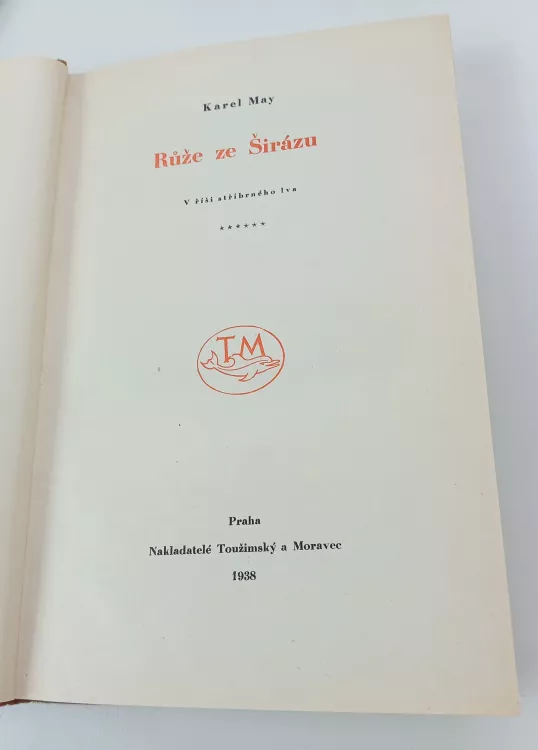 Karel May
Růže ze Širázu
V říši stříbrného lva
******
TM
Praha
Nakladatelé Toužimský a Moravec
1938